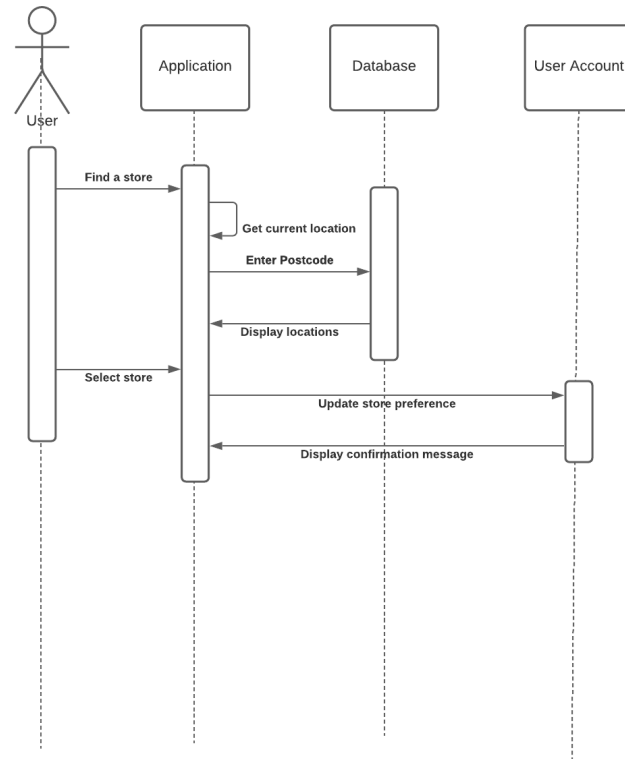 Application
Database
User Account
User
Find a store
Get current location
Enter Postcode
Display locations
Select store
Update store preference
Display confirmation message